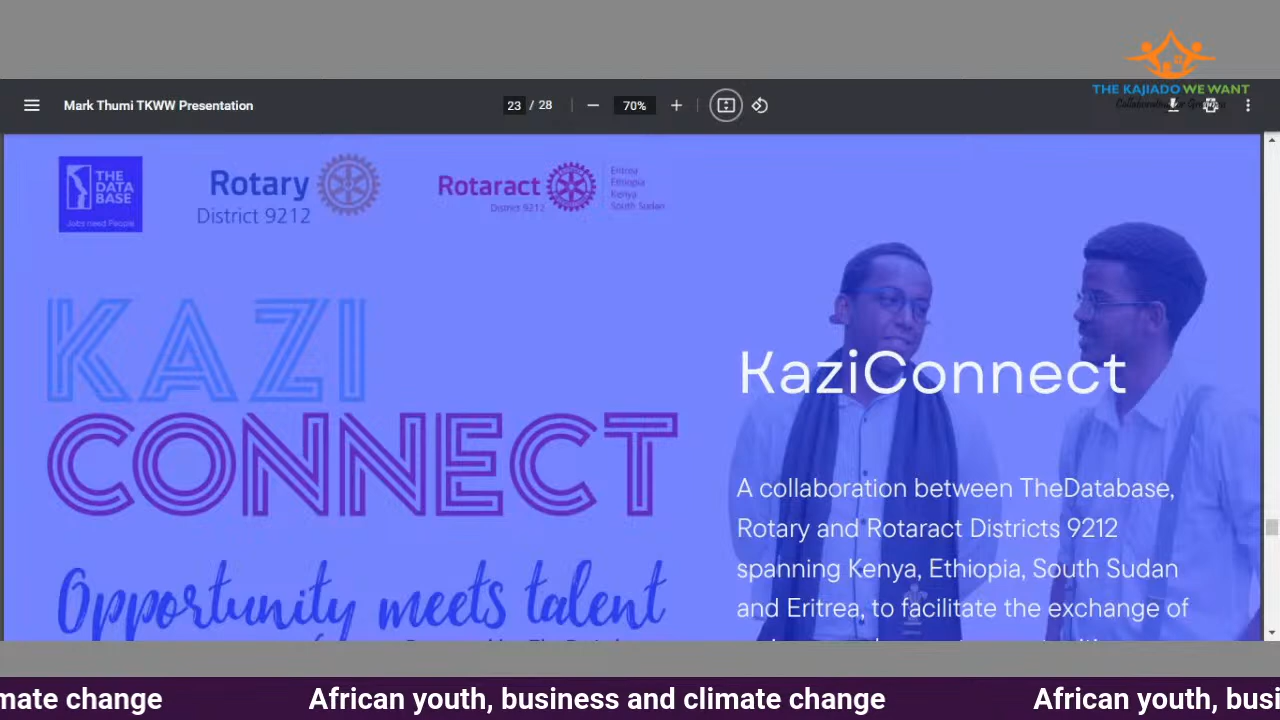 THE KAJIADO WE WANT
Mark Thumi TKWW Presentation
23 / 28
70%
THE
DATA
BASE
Jobs need People
Rotary
District 9212
Rotaract
District 9212
Eritrea
Ethiopia
Kenya
South Sudan
KAZI
CONNECT
Opportunity meets talent
KaziConnect
A collaboration between TheDatabase,
Rotary and Rotaract Districts 9212
spanning Kenya, Ethiopia, South Sudan
and Eritrea, to facilitate the exchange of
mate change
African youth, business and climate change
African youth, busi